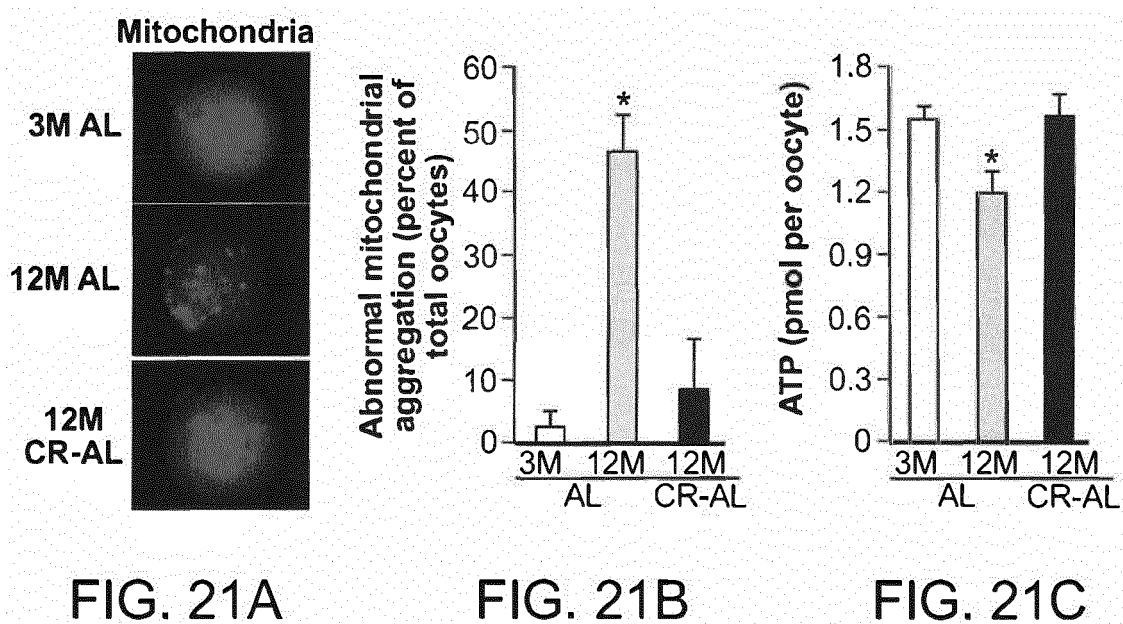 Mitochondria
3M AL
12M AL
12M
CR-AL
Abnormal mitochondrial
aggregation (percent of
total oocytes)
60
50
40
30
20
10
0
*
3M 12M 12M
AL CR-AL
ATP (pmol per oocyte)
1.8
1.5
1.2
0.9
0.6
0.3
0
*
3M 12M 12M
AL CR-AL
FIG. 21A FIG. 21B FIG. 21C